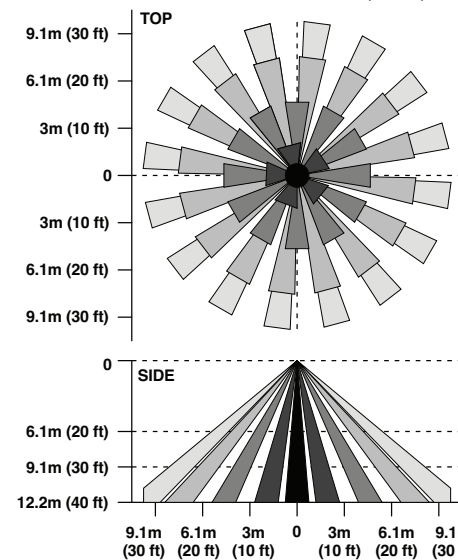 TOP
9.1m (30 ft)
6.1m (20 ft)
3m (10 ft)
0
3m (10 ft)
6.1m (20 ft)
9.1m (30 ft)
SIDE
0
6.1m (20 ft)
9.1m (30 ft)
12.2m (40 ft)
9.1m 6.1m 3m 0 3m 6.1m 9.1
(30 ft) (20 ft) (10 ft) (10 ft) (20 ft) (30